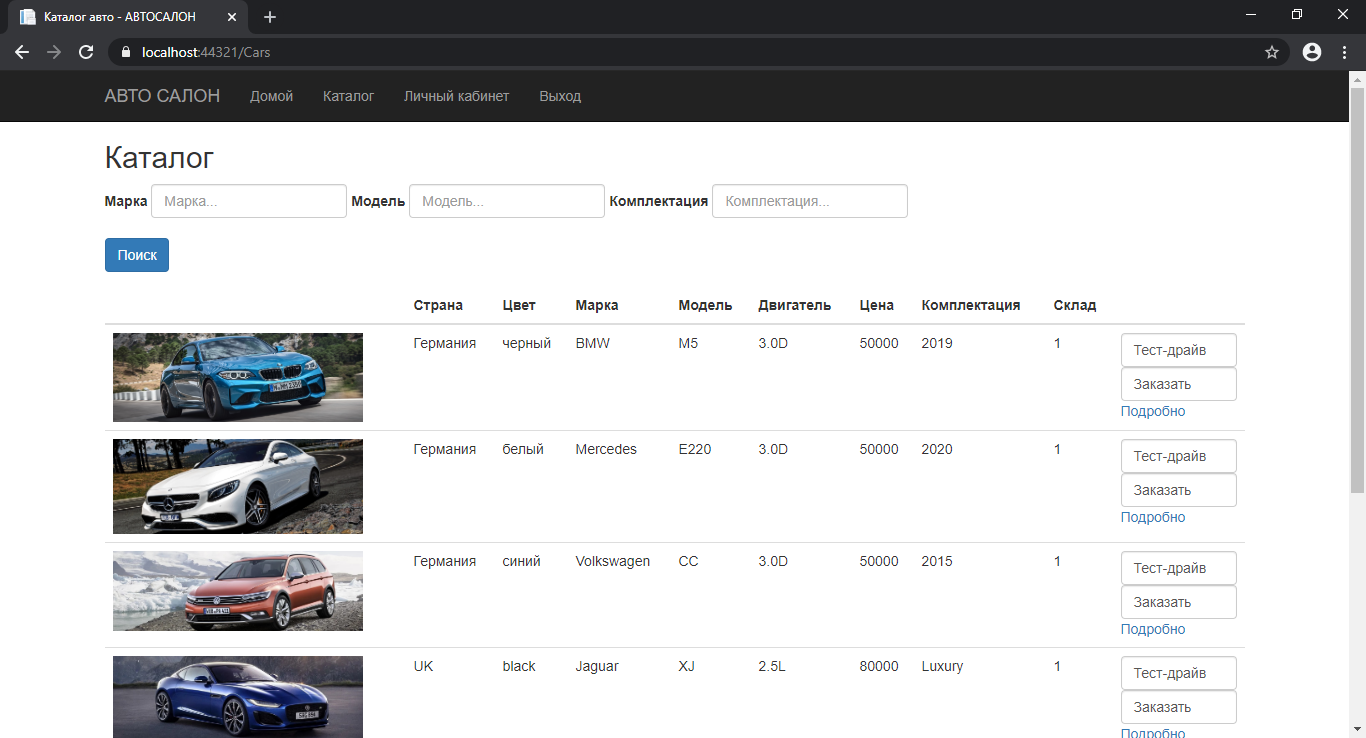 Каталог авто - АВТОСАЛОН
localhost:44321/Cars
АВТО САЛОН Домой Каталог Личный кабинет Выход
Каталог
Марка Марка... Модель Модель... Комплектация Комплектация...
Поиск
Страна Цвет Марка Модель Двигатель Цена Комплектация Склад
Германия черный BMW M5 3.0D 50000 2019 1 Тест-драйв
Заказать
Подробно
Германия белый Mercedes E220 3.0D 50000 2020 1 Тест-драйв
Заказать
Подробно
Германия синий Volkswagen CC 3.0D 50000 2015 1 Тест-драйв
Заказать
Подробно
UK black Jaguar XJ 2.5L 80000 Luxury 1 Тест-драйв
Заказать
Подробно